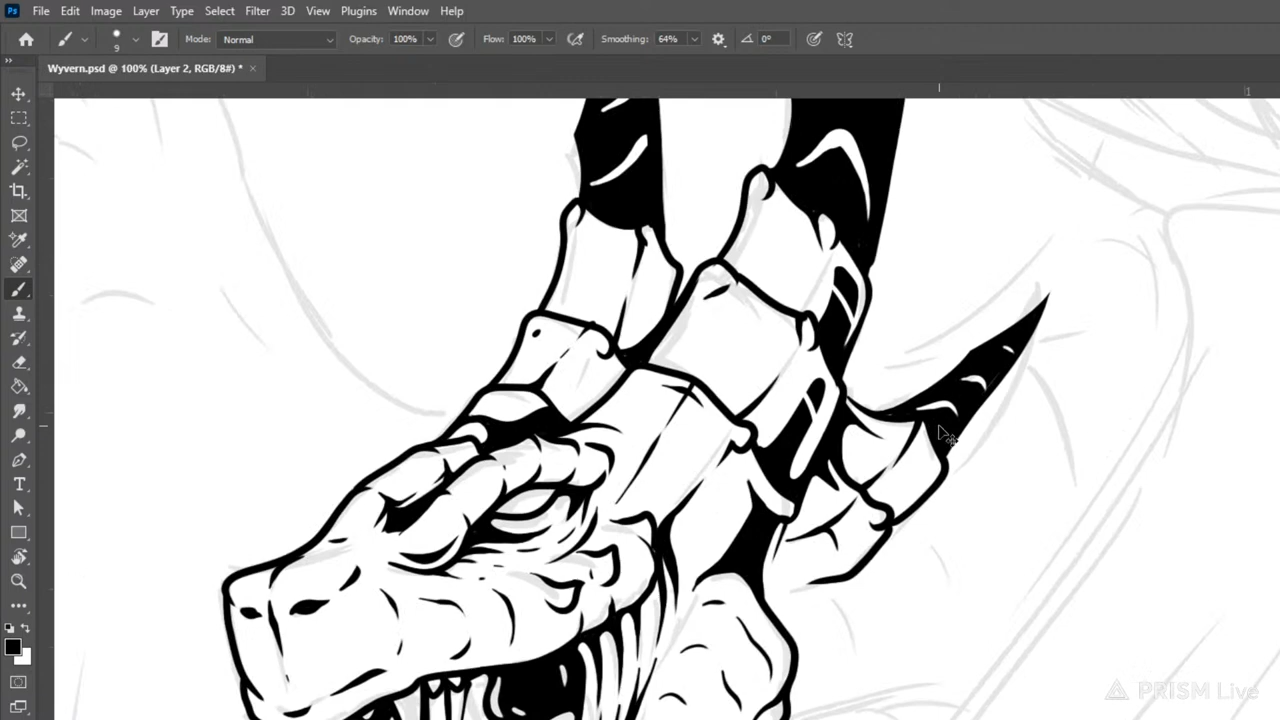 Ps File Edit Image Layer Type Select Filter 3D View Plugins Window Help
9 Mode: Normal Opacity: 100% Flow: 100% Smoothing: 64% 0°
Wyvern.psd @ 100% (Layer 2, RGB/8#) * ×
1
T
PRISM Live